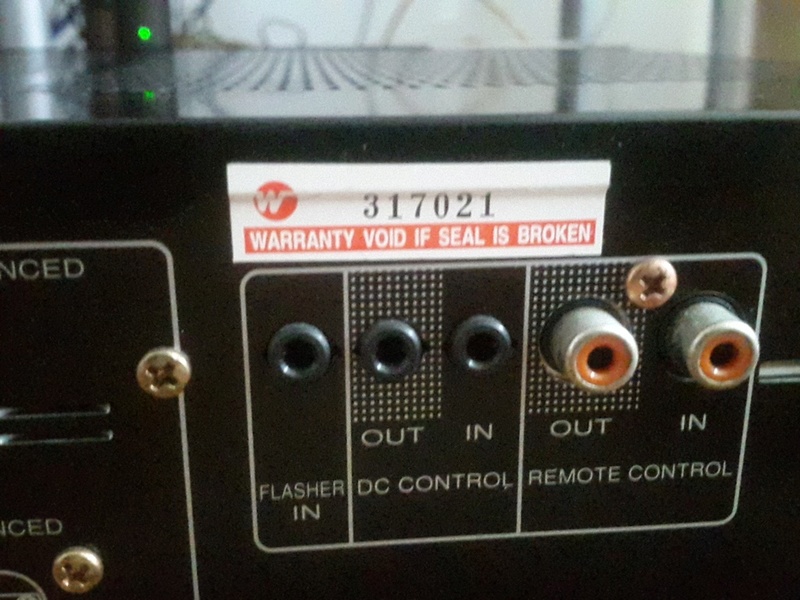 W
317021
WARRANTY VOID IF SEAL IS BROKEN
NCED
OUT IN OUT IN
FLASHER IN
DC CONTROL
REMOTE CONTROL
NCED